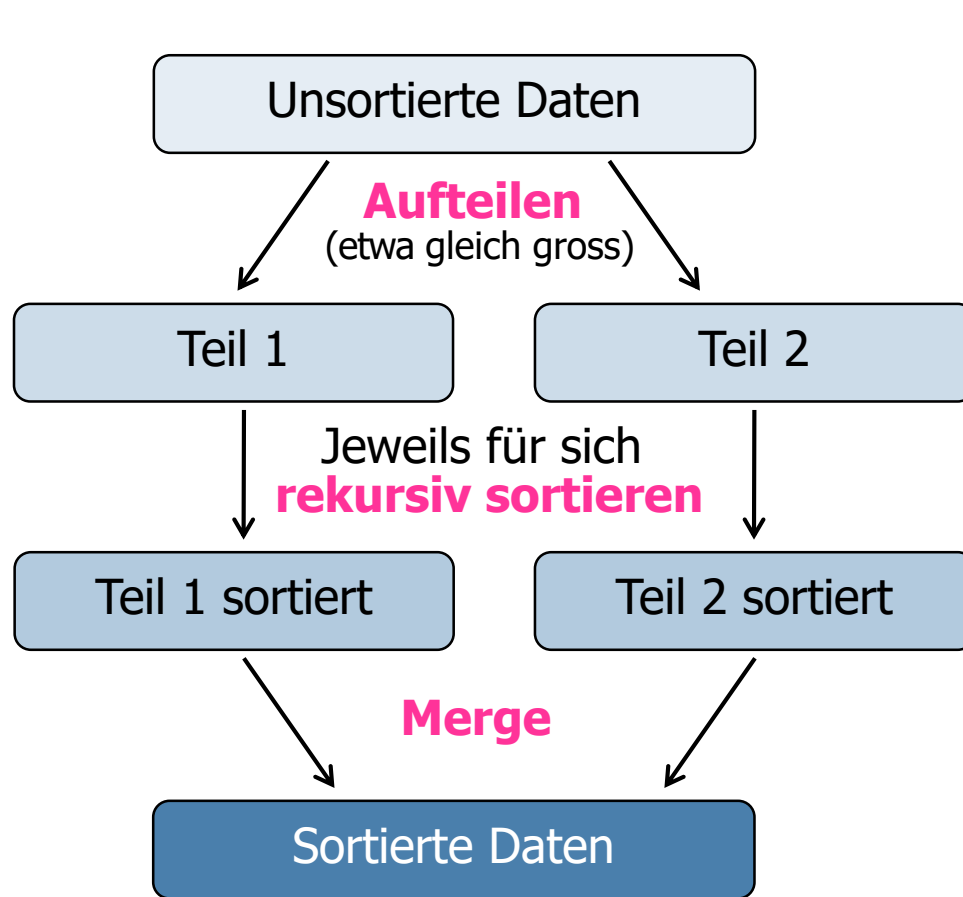 Unsortierte Daten
Aufteilen
(etwa gleich gross)
Teil 1
Teil 2
Jeweils für sich
rekursiv sortieren
Teil 1 sortiert
Teil 2 sortiert
Merge
Sortierte Daten